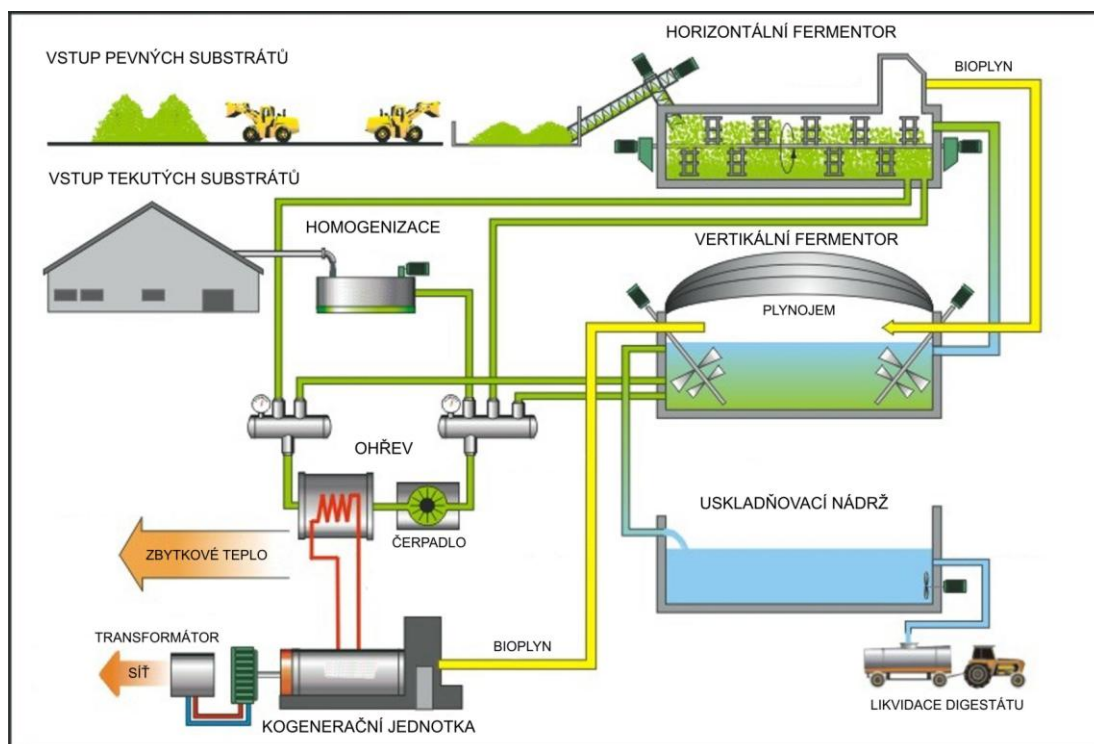 VSTUP PEVNÝCH SUBSTRÁTŮ
HORIZONTÁLNÍ FERMENTOR
BIOPLYN
VSTUP TEKUTÝCH SUBSTRÁTŮ
HOMOGENIZACE
VERTIKÁLNÍ FERMENTOR
PLYNOJEM
OHŘEV
ČERPADLO
USKLADŇOVACÍ NÁDRŽ
ZBYTKOVÉ TEPLO
TRANSFORMÁTOR
SÍŤ
BIOPLYN
KOGENERAČNÍ JEDNOTKA
LIKVIDACE DIGESTÁTU